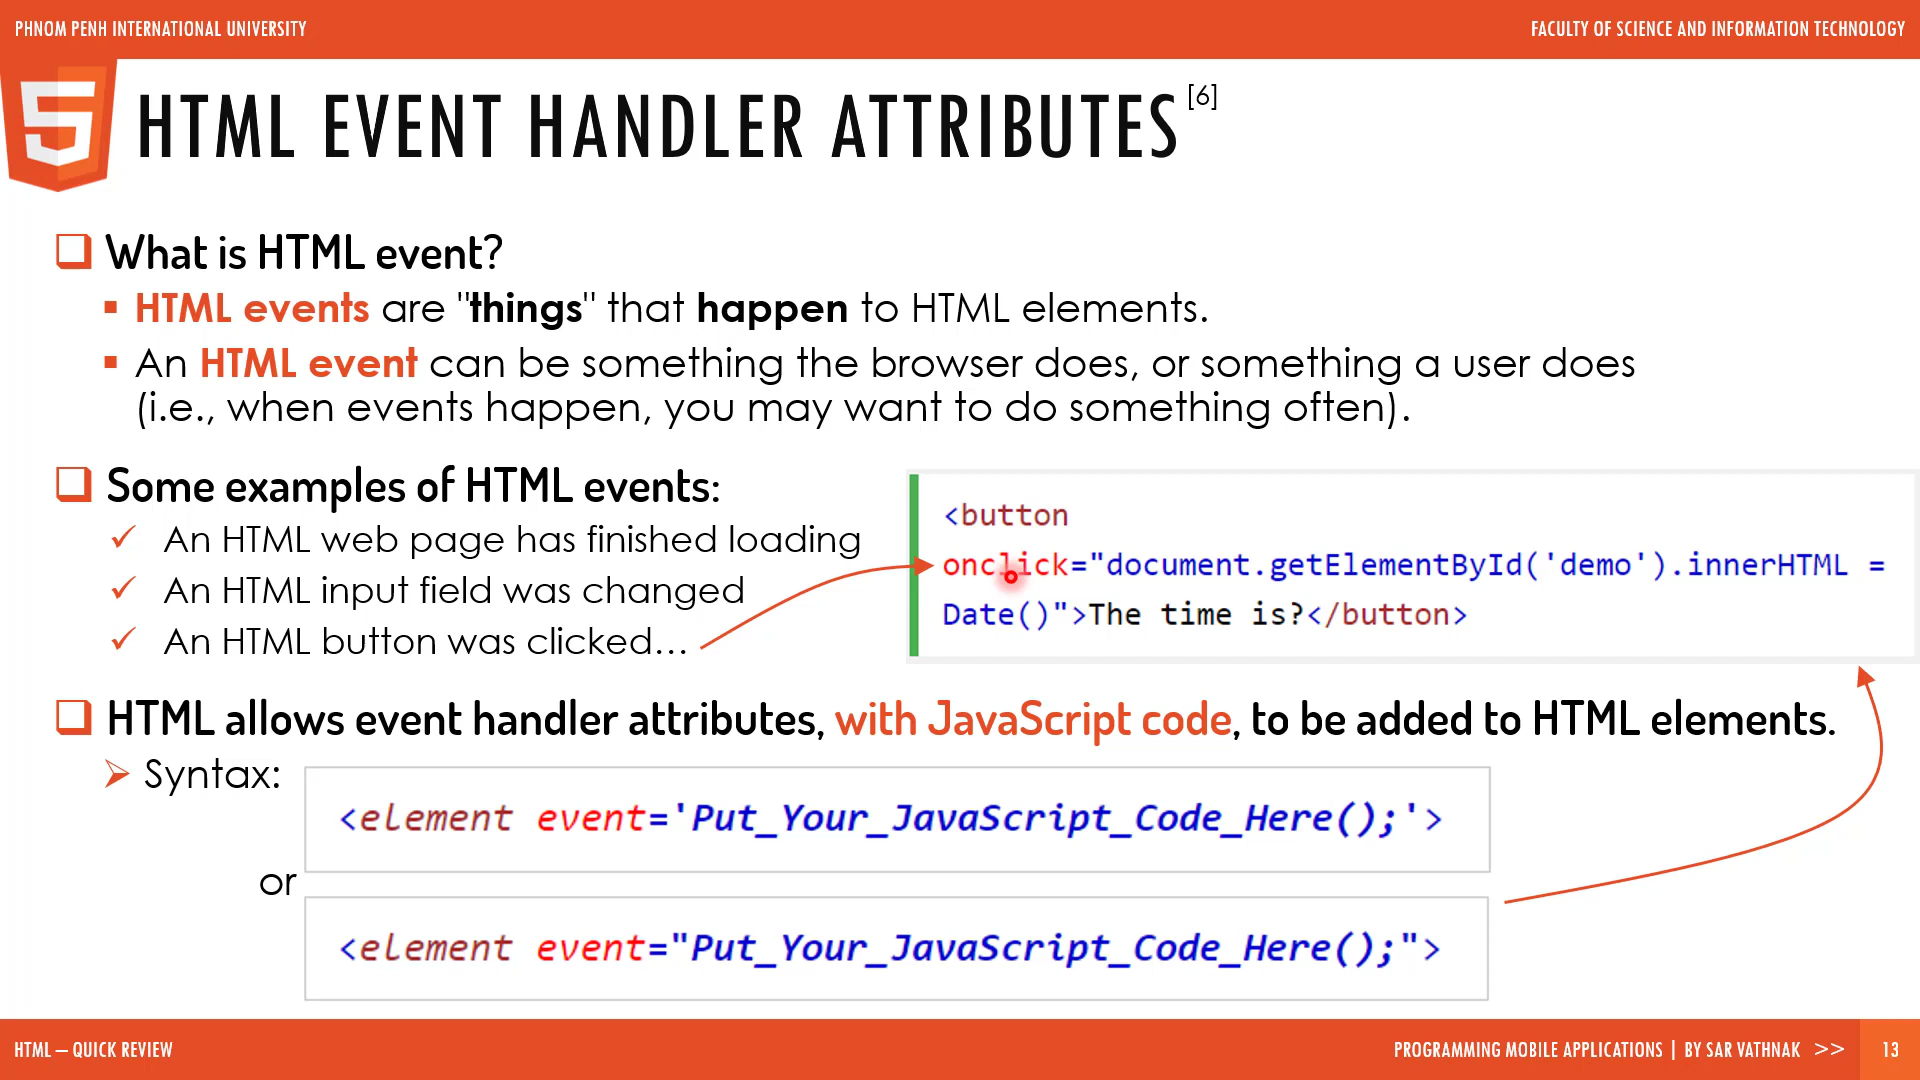 PHNOM PENH INTERNATIONAL UNIVERSITY
FACULTY OF SCIENCE AND INFORMATION TECHNOLOGY
5
HTML EVENT HANDLER ATTRIBUTES [6]
What is HTML event?
HTML events are "things" that happen to HTML elements.
An HTML event can be something the browser does, or something a user does
(i.e., when events happen, you may want to do something often).
Some examples of HTML events:
An HTML web page has finished loading
An HTML input field was changed
An HTML button was clicked...
<button
onclick="document.getElementById('demo').innerHTML =
Date()">The time is?</button>
HTML allows event handler attributes, with JavaScript code, to be added to HTML elements.
Syntax:
<element event='Put_Your_JavaScript_Code_Here();'>
or
<element event="Put_Your_JavaScript_Code_Here();">
HTML – QUICK REVIEW
PROGRAMMING MOBILE APPLICATIONS | BY SAR VATHNAK >> 13